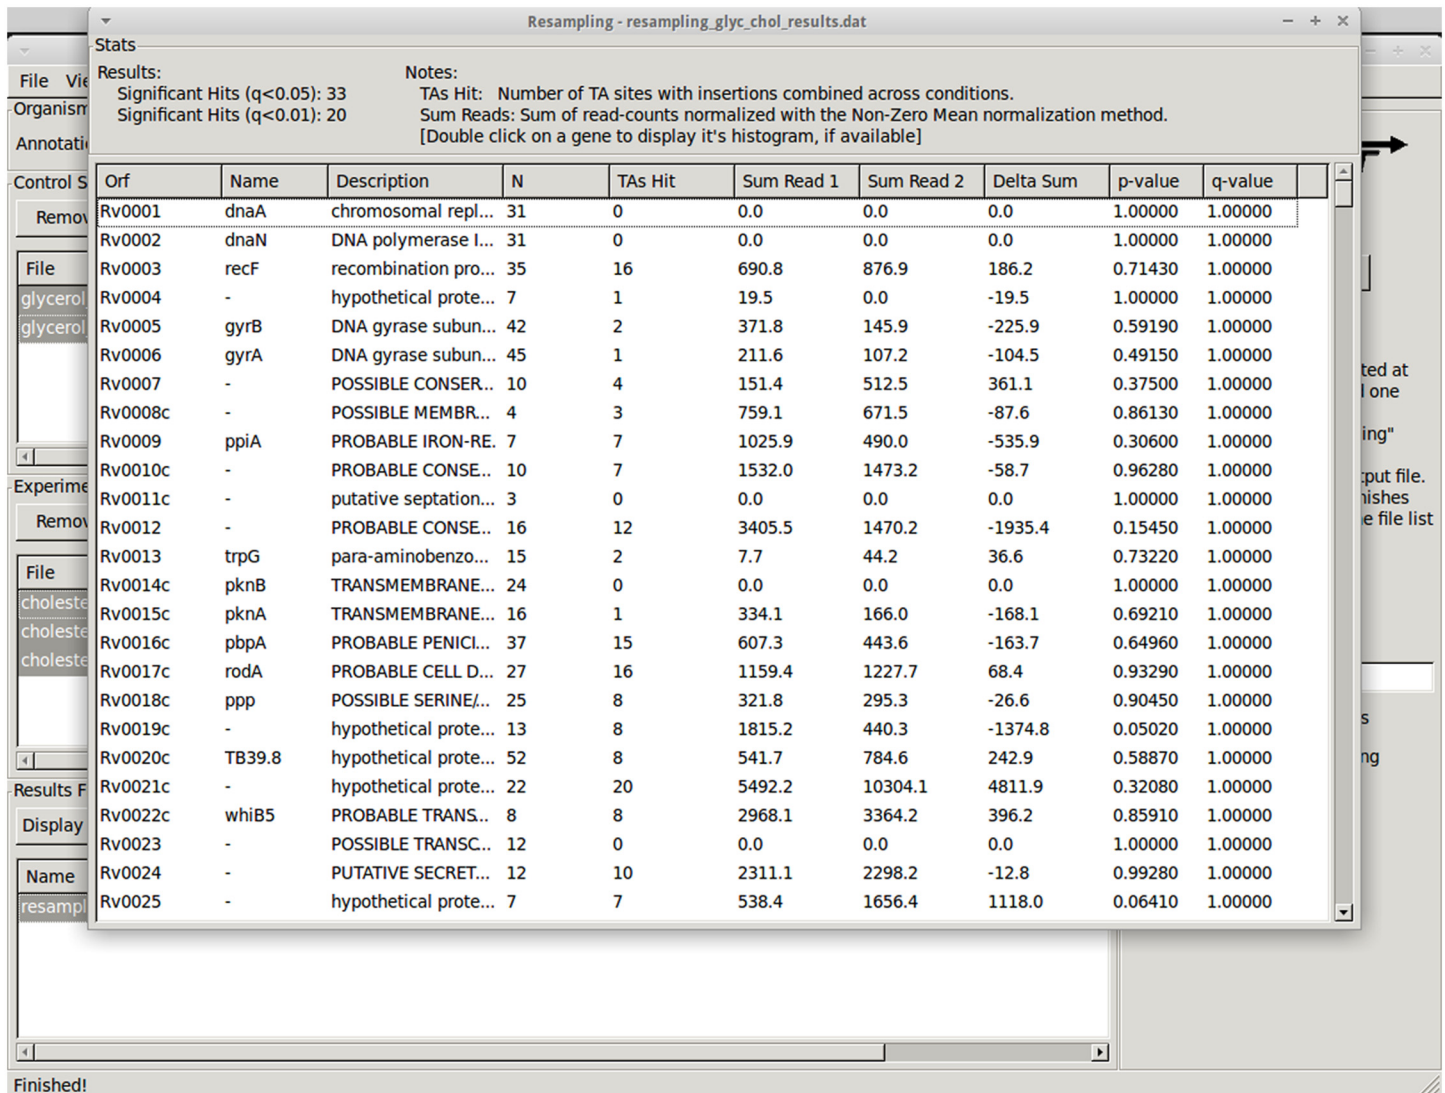 Resampling - resampling_glyc_chol_results.dat
Stats
Results:
Significant Hits (q<0.05): 33
Significant Hits (q<0.01): 20
Notes:
TAs Hit: Number of TA sites with insertions combined across conditions.
Sum Reads: Sum of read-counts normalized with the Non-Zero Mean normalization method.
[Double click on a gene to display it's histogram, if available]
Orf Name Description N TAs Hit Sum Read 1 Sum Read 2 Delta Sum p-value q-value
Rv0001 dnaA chromosomal repl... 31 0 0.0 0.0 0.0 1.00000 1.00000
Rv0002 dnaN DNA polymerase I... 31 0 0.0 0.0 0.0 1.00000 1.00000
Rv0003 recF recombination pro... 35 16 690.8 876.9 186.2 0.71430 1.00000
Rv0004 - hypothetical prote... 7 1 19.5 0.0 -19.5 1.00000 1.00000
Rv0005 gyrB DNA gyrase subun... 42 2 371.8 145.9 -225.9 0.59190 1.00000
Rv0006 gyrA DNA gyrase subun... 45 1 211.6 107.2 -104.5 0.49150 1.00000
Rv0007 - POSSIBLE CONSER... 10 4 151.4 512.5 361.1 0.37500 1.00000
Rv0008c - POSSIBLE MEMBR... 4 3 759.1 671.5 -87.6 0.86130 1.00000
Rv0009 ppiA PROBABLE IRON-RE. 7 7 1025.9 490.0 -535.9 0.30600 1.00000
Rv0010c - PROBABLE CONSE... 10 7 1532.0 1473.2 -58.7 0.96280 1.00000
Rv0011c - putative septation... 3 0 0.0 0.0 0.0 1.00000 1.00000
Rv0012 - PROBABLE CONSE... 16 12 3405.5 1470.2 -1935.4 0.15450 1.00000
Rv0013 trpG para-aminobenzo... 15 2 7.7 44.2 36.6 0.73220 1.00000
Rv0014c pknB TRANSMEMBRANE... 24 0 0.0 0.0 0.0 1.00000 1.00000
Rv0015c pknA TRANSMEMBRANE... 16 1 334.1 166.0 -168.1 0.69210 1.00000
Rv0016c pbpA PROBABLE PENICI... 37 15 607.3 443.6 -163.7 0.64960 1.00000
Rv0017c rodA PROBABLE CELL D... 27 16 1159.4 1227.7 68.4 0.93290 1.00000
Rv0018c ppp POSSIBLE SERINE/... 25 8 321.8 295.3 -26.6 0.90450 1.00000
Rv0019c - hypothetical prote... 13 8 1815.2 440.3 -1374.8 0.05020 1.00000
Rv0020c TB39.8 hypothetical prote... 52 8 541.7 784.6 242.9 0.58870 1.00000
Rv0021c - hypothetical prote... 22 20 5492.2 10304.1 4811.9 0.32080 1.00000
Rv0022c whiB5 PROBABLE TRANS... 8 8 2968.1 3364.2 396.2 0.85910 1.00000
Rv0023 - POSSIBLE TRANSC... 12 0 0.0 0.0 0.0 1.00000 1.00000
Rv0024 - PUTATIVE SECRET... 12 10 2311.1 2298.2 -12.8 0.99280 1.00000
Rv0025 - hypothetical prote... 7 7 538.4 1656.4 1118.0 0.06410 1.00000
File Vie
Organism
Annotati
Control S
Remov
File
glycerol
glycerol
Experime
Remov
File
choleste
choleste
choleste
Results F
Display
Name
resampl
ted at
l one
ing"
tput file.
nishes
e file list
s
ng
Finished!